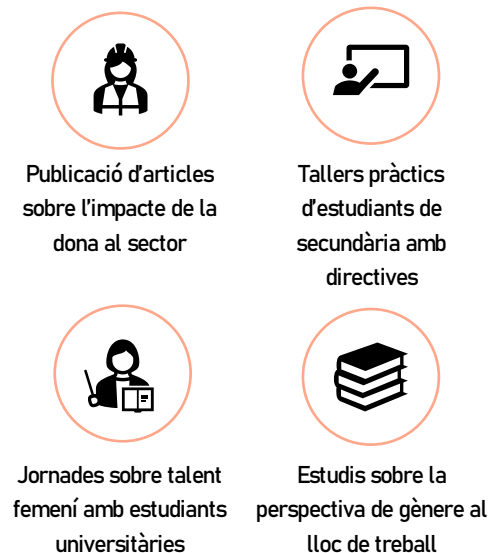 Publicació d'articles
sobre l'impacte de la
dona al sector
Tallers pràctics
d'estudiants de
secundària amb
directives
Jornades sobre talent
femení amb estudiants
universitàries
Estudis sobre la
perspectiva de gènere al
lloc de treball